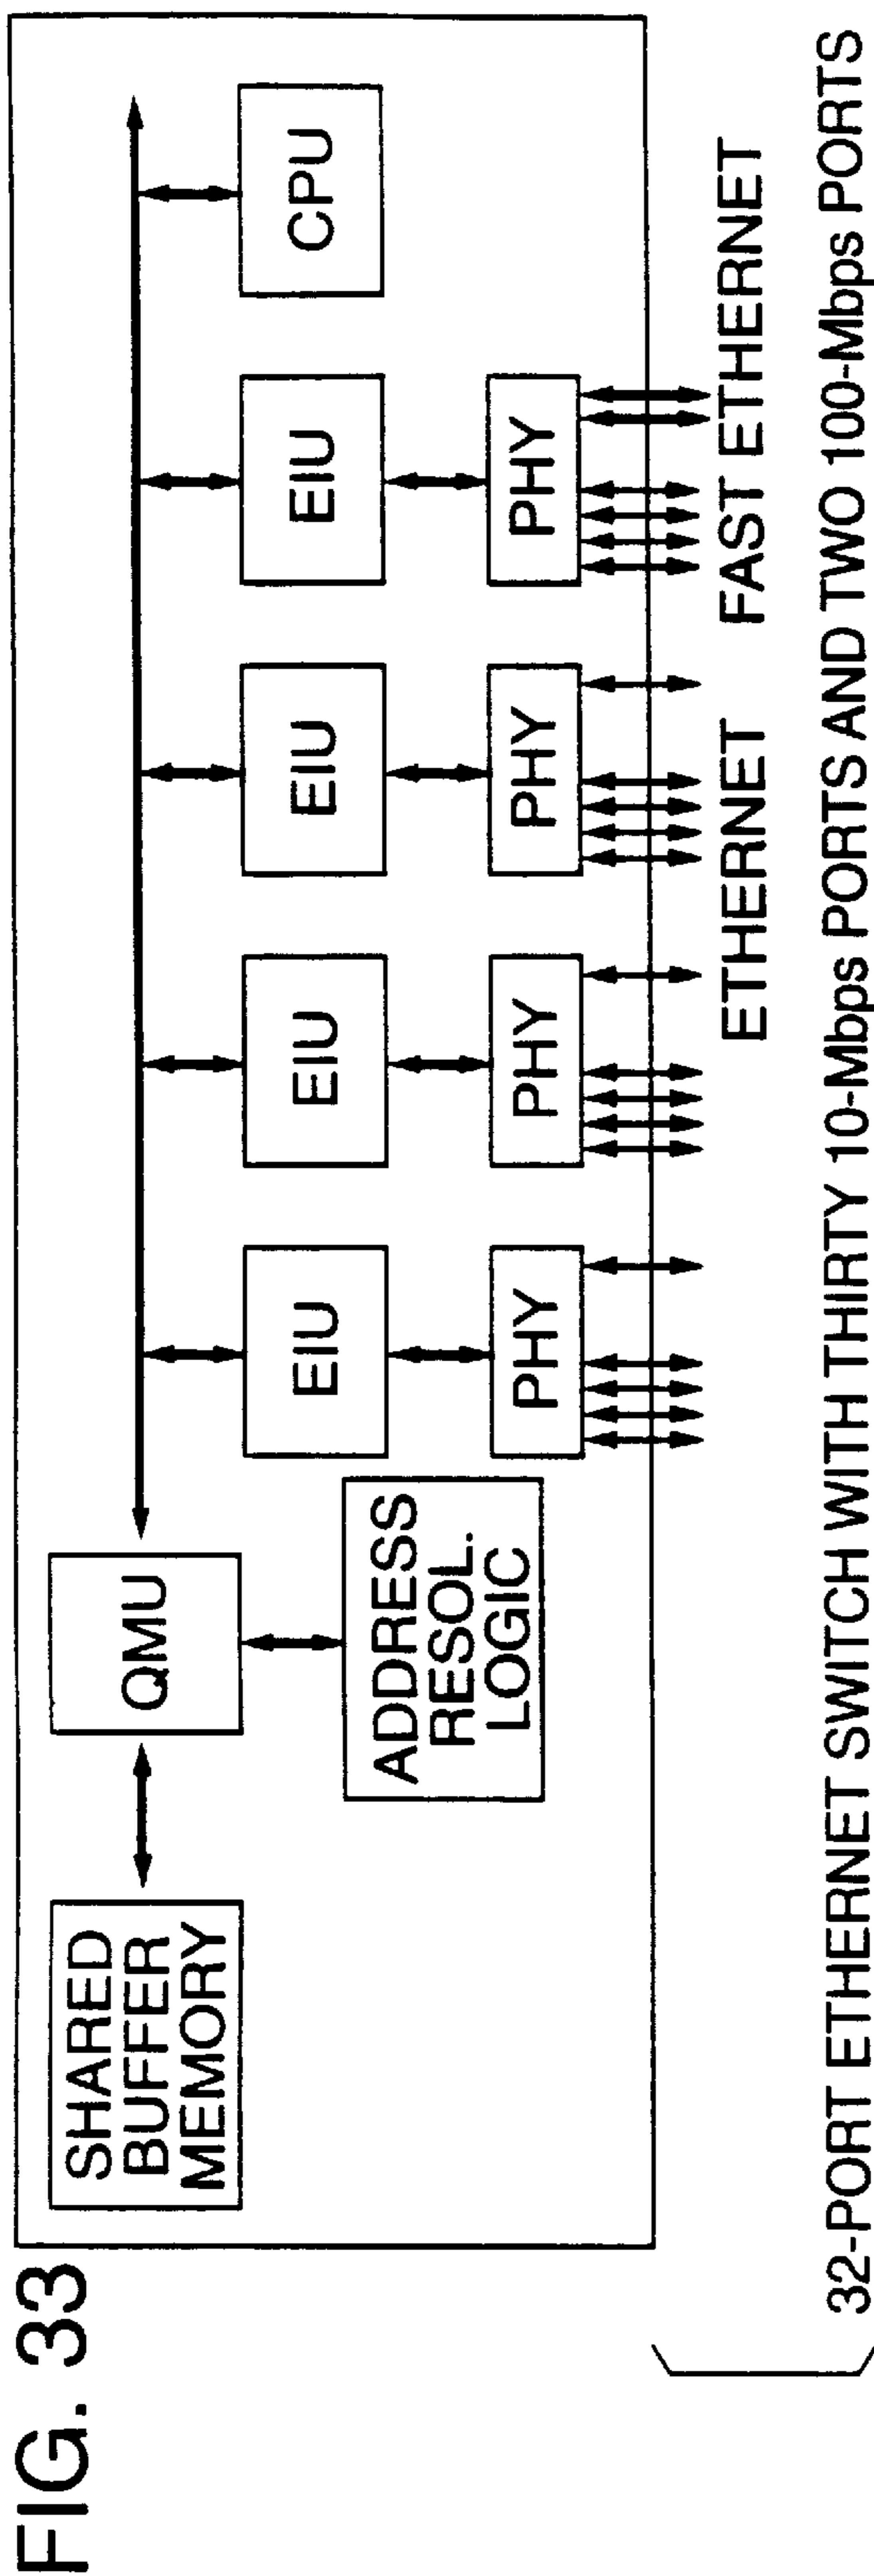 FIG. 33
SHARED
BUFFER
MEMORY
QMU
ADDRESS
RESOL.
LOGIC
EIU
EIU
EIU
EIU
CPU
PHY
PHY
PHY
PHY
ETHERNET
FAST ETHERNET
32-PORT ETHERNET SWITCH WITH THIRTY 10-Mbps PORTS AND TWO 100-Mbps PORTS